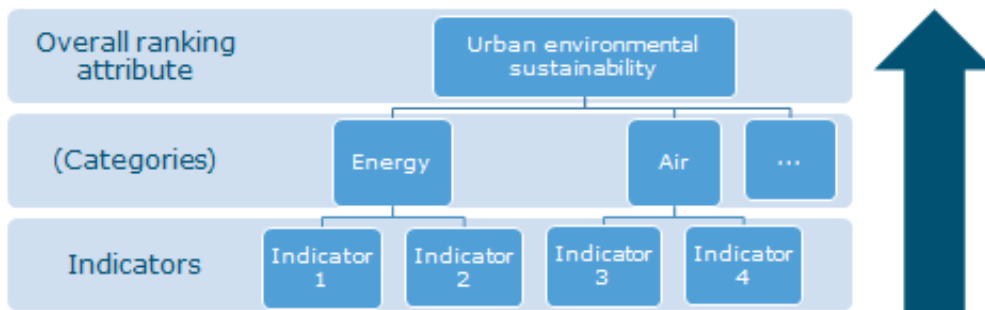 Overall ranking
attribute
Urban environmental
sustainability
(Categories)
Energy
Air
...
Indicators
Indicator
1
Indicator
2
Indicator
3
Indicator
4